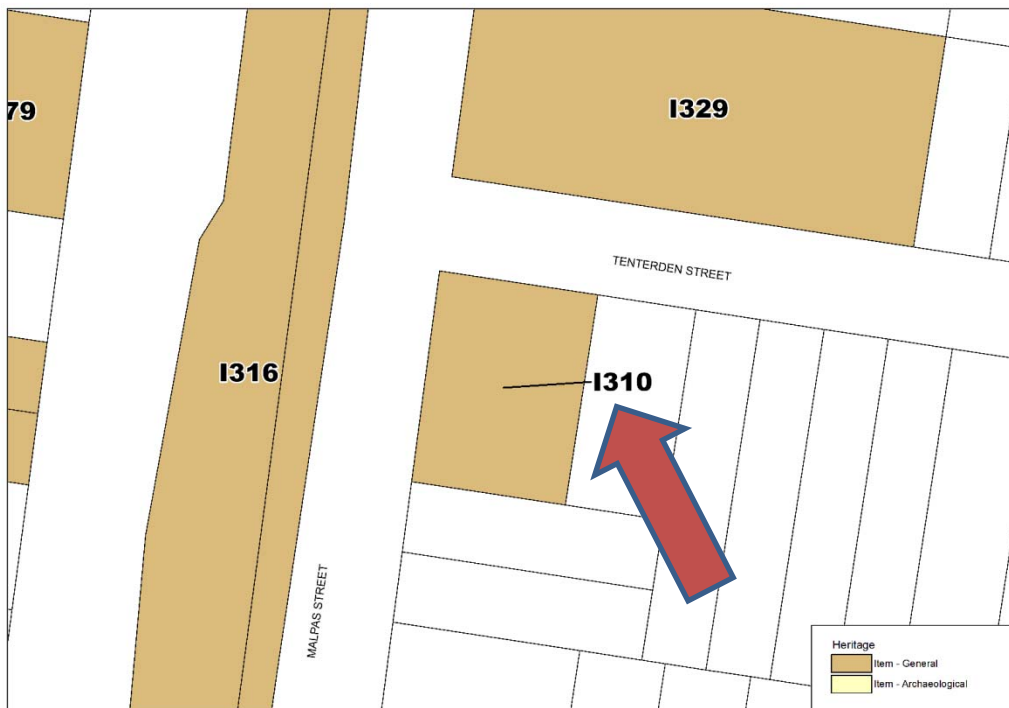 79
I329
TENTERDEN STREET
I316
I310
MALPAS STREET
Heritage
Item - General
Item - Archaeological